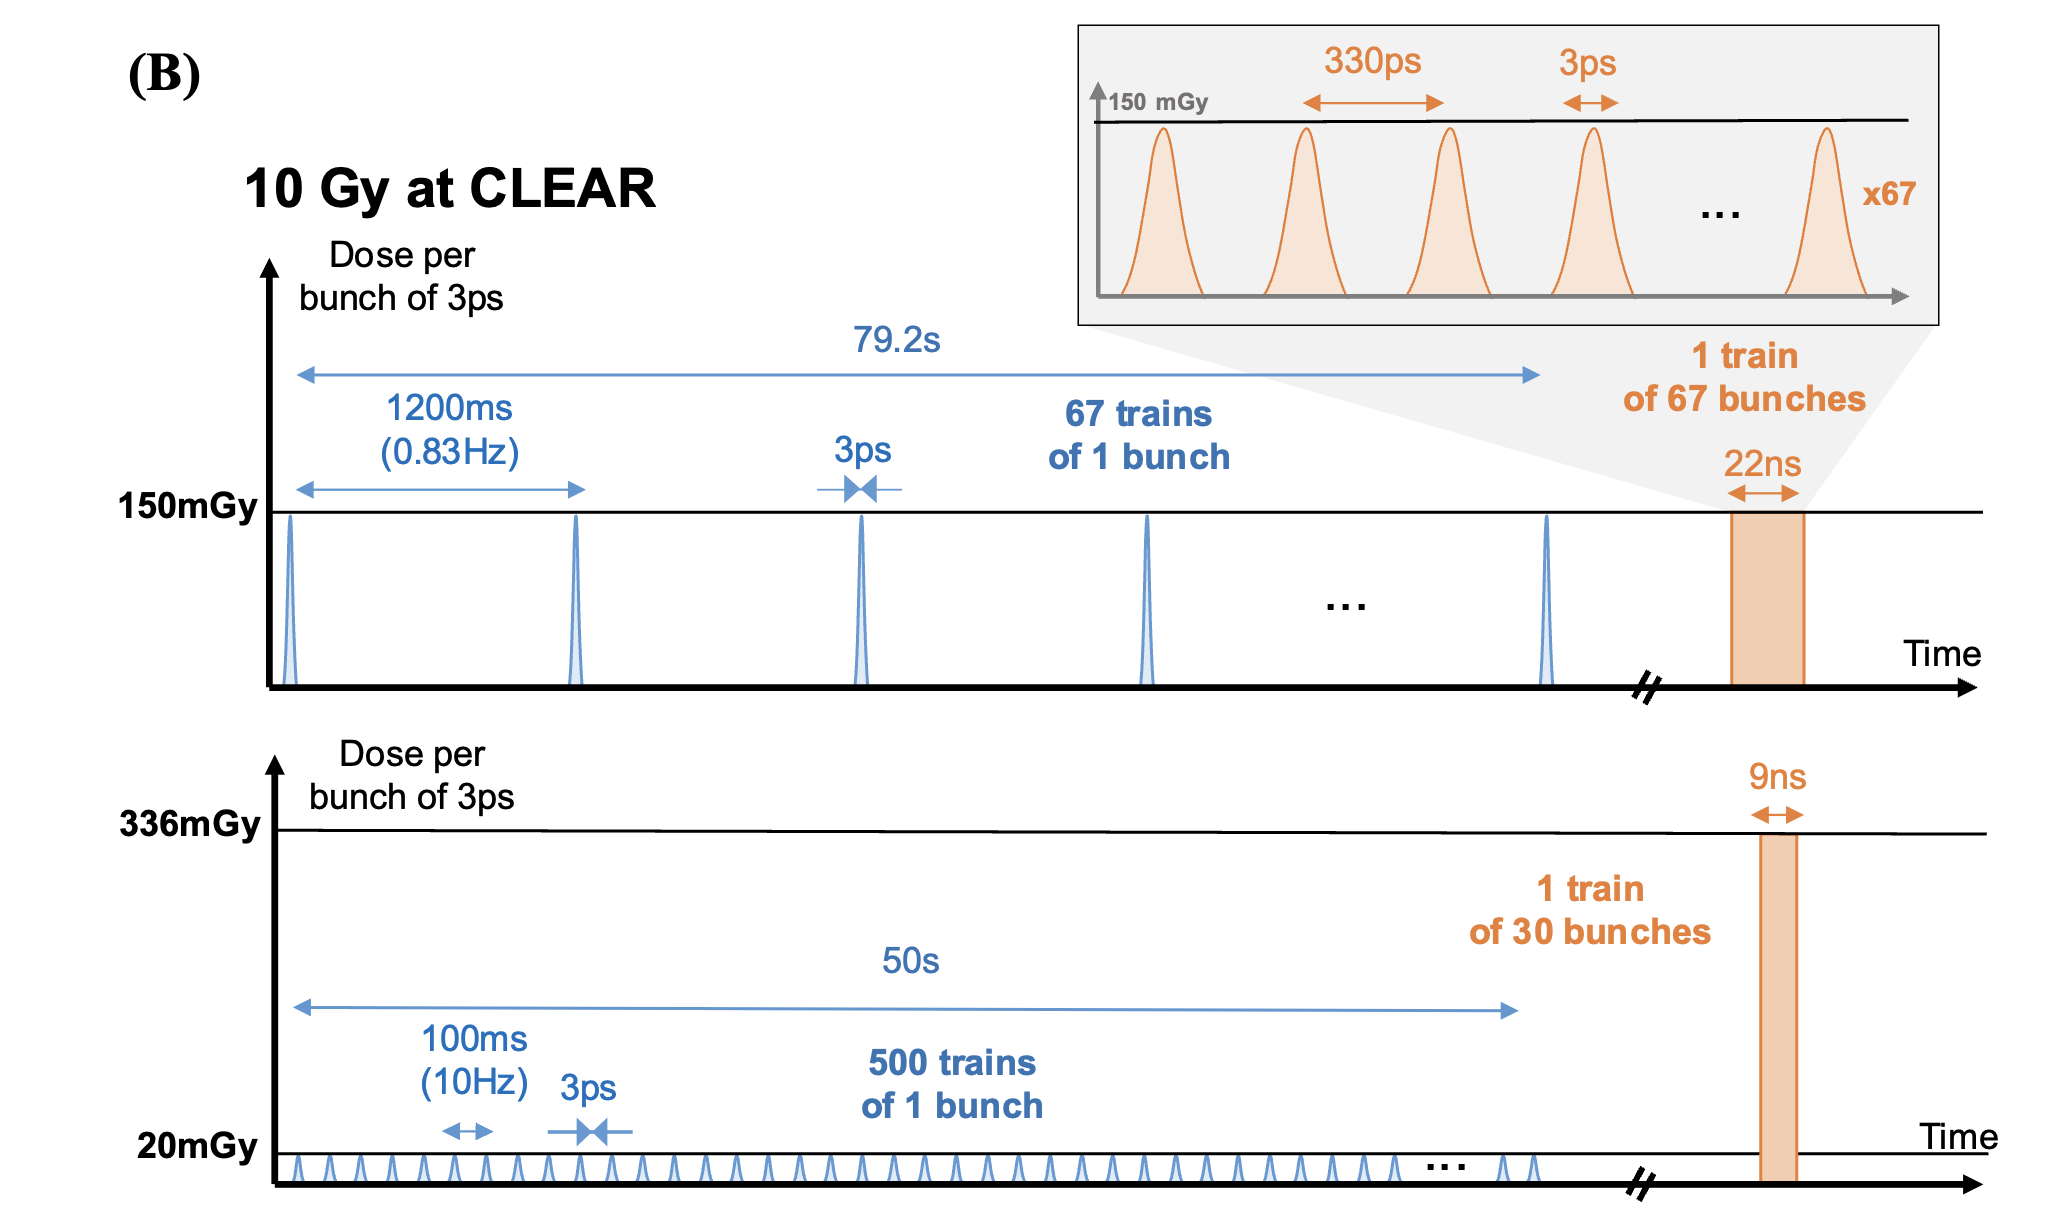 (B)
330ps
3ps
150 mGy
x67
...
10 Gy at CLEAR
Dose per
bunch of 3ps
79.2s
1 train
of 67 bunches
1200ms
(0.83Hz)
67 trains
of 1 bunch
3ps
22ns
150mGy
...
Time
Dose per
bunch of 3ps
9ns
336mGy
1 train
of 30 bunches
50s
100ms
(10Hz)
3ps
500 trains
of 1 bunch
20mGy
...
Time